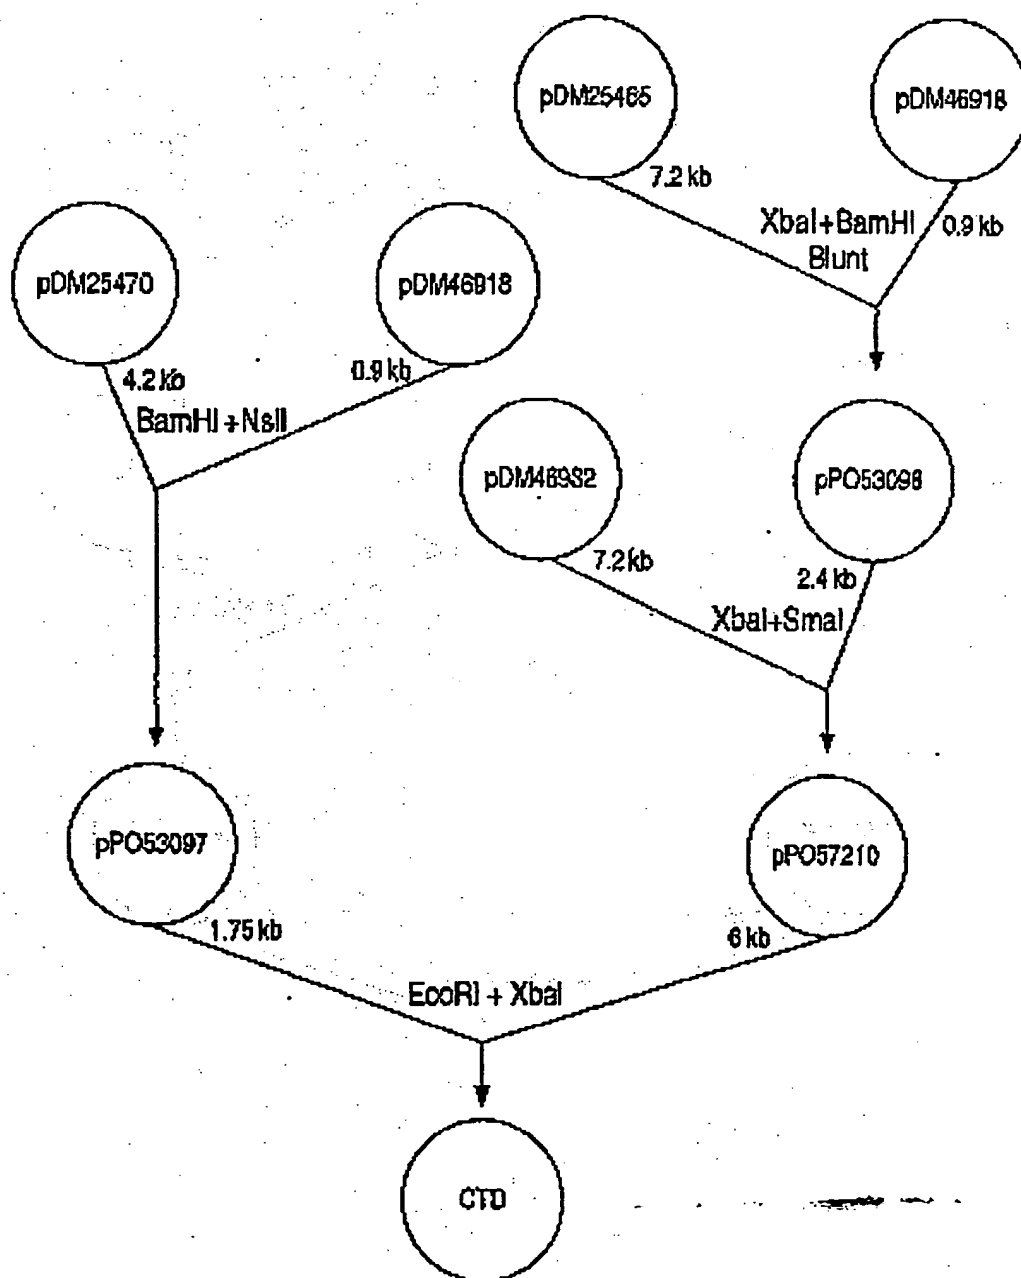 pDM25465
pDM46918
7.2 kb
XbaI+BamHI
Blunt
0.9 kb
pDM25470
pDM46918
4.2 kb
0.9 kb
BamHI + NsiI
pDM46932
pPO53096
7.2 kb
2.4 kb
XbaI+SmaI
pPO53097
pPO57210
1.75 kb
6 kb
EcoRI + XbaI
CTD